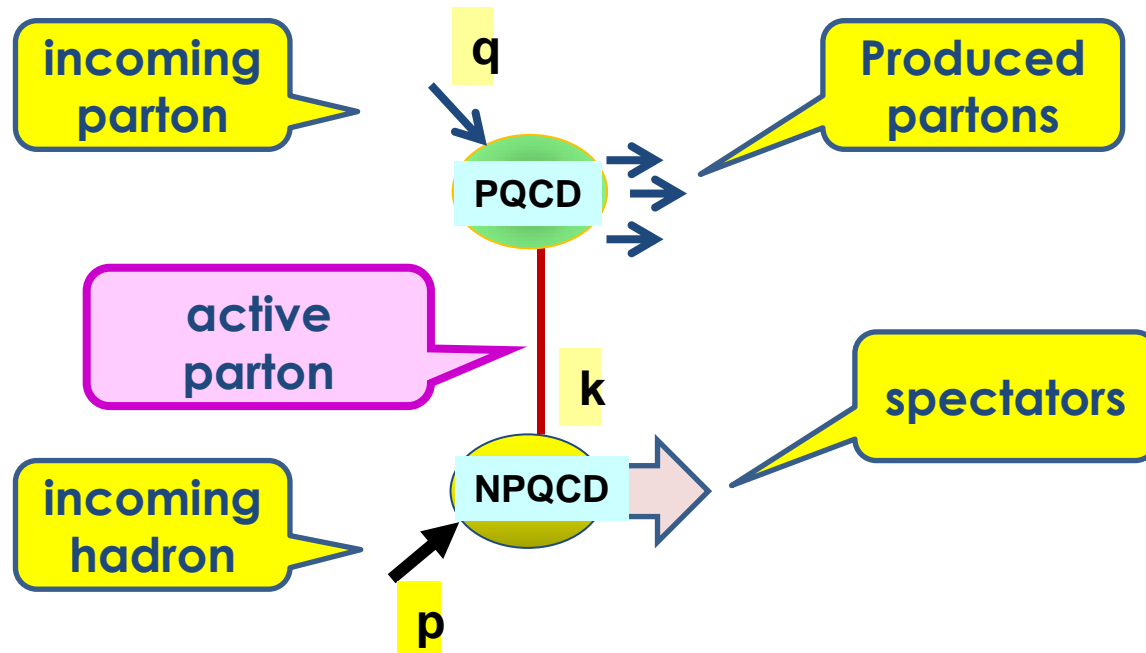 incoming
parton
q
Produced
partons
PQCD
active
parton
k
spectators
NPQCD
incoming
hadron
p